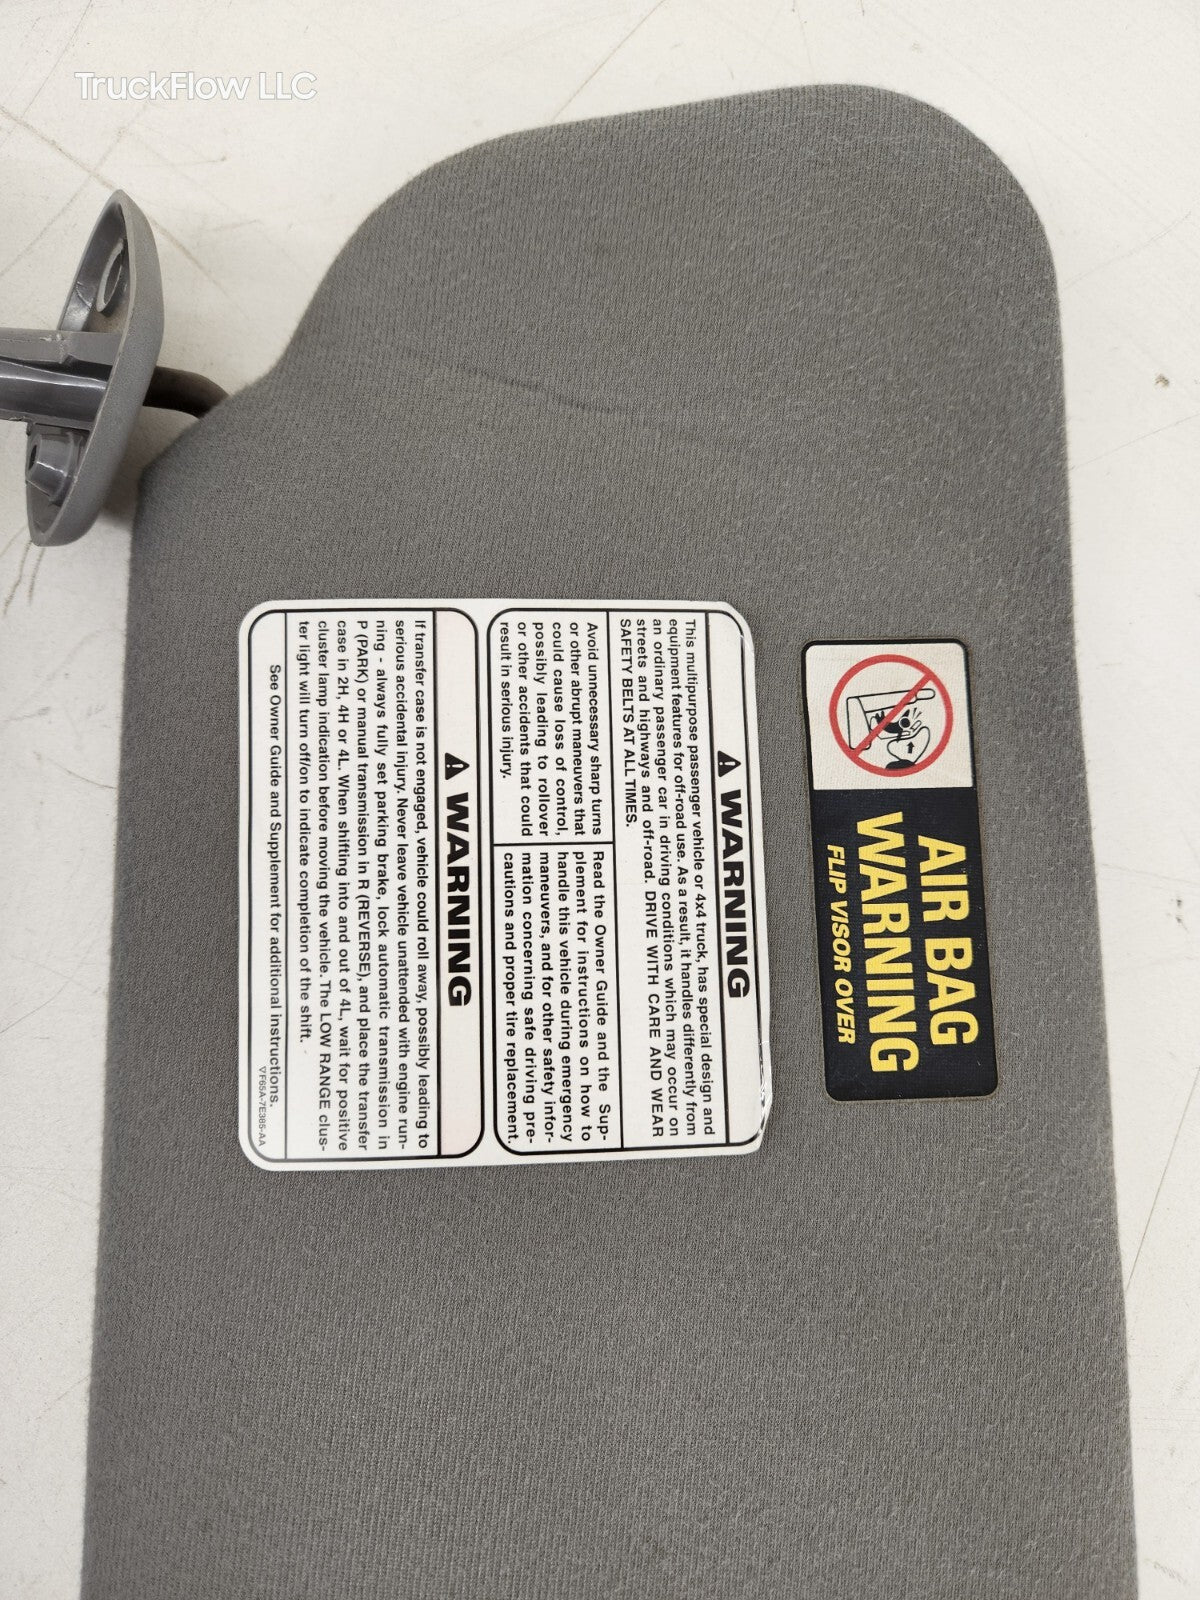 TruckFlow LLC
AIR BAG
WARNING
FLIP VISOR OVER
⚠ WARNING
This multipurpose passenger vehicle or 4x4 truck, has special design and
equipment features for off-road use. As a result, it handles differently from
an ordinary passenger car in driving conditions which may occur on
streets and highways and off-road. DRIVE WITH CARE AND WEAR
SAFETY BELTS AT ALL TIMES.
Avoid unnecessary sharp turns
or other abrupt maneuvers that
could cause loss of control,
possibly leading to rollover
or other accidents that could
result in serious injury.
Read the Owner Guide and the Sup-
plement for instructions on how to
handle this vehicle during emergency
maneuvers, and for other safety infor-
mation concerning safe driving pre-
cautions and proper tire replacement.
⚠ WARNING
If transfer case is not engaged, vehicle could roll away, possibly leading to
serious accidental injury. Never leave vehicle unattended with engine run-
ning - always fully set parking brake, lock automatic transmission in
P (PARK) or manual transmission in R (REVERSE), and place the transfer
case in 2H, 4H or 4L. When shifting into and out of 4L, wait for positive
cluster lamp indication before moving the vehicle. The LOW RANGE clus-
ter light will turn off/on to indicate completion of the shift.
See Owner Guide and Supplement for additional instructions.
▽F65A-7E385-AA